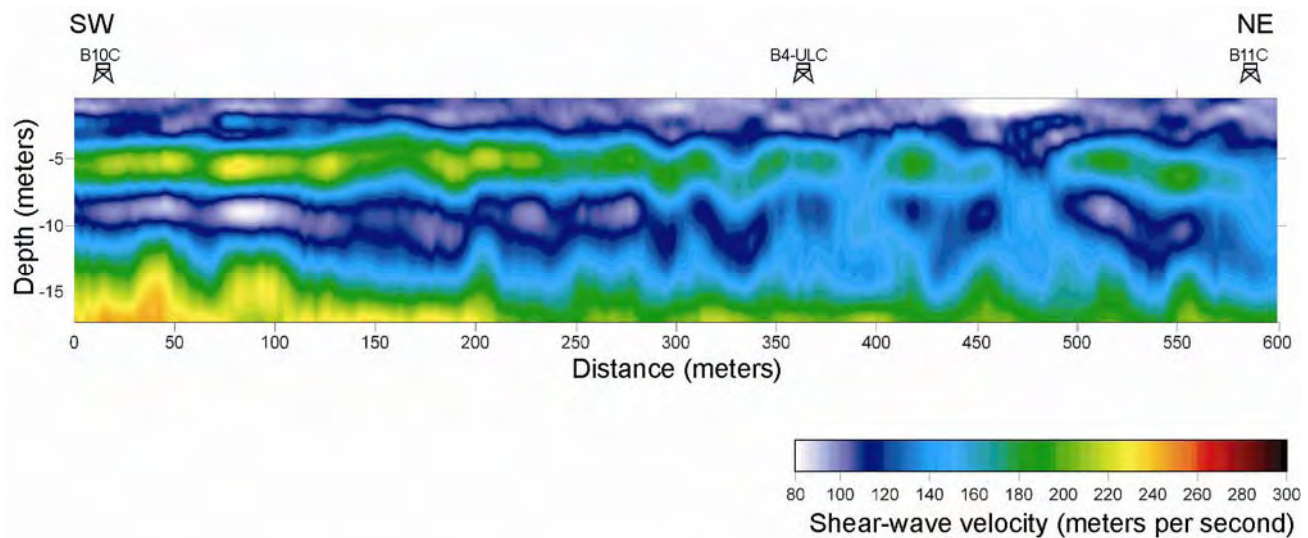 SW
NE
B10C
B4-ULC
B11C
Depth (meters)
-5
-10
-15
0 50 100 150 200 250 300 350 400 450 500 550 600
Distance (meters)
80 100 120 140 160 180 200 220 240 260 280 300
Shear-wave velocity (meters per second)